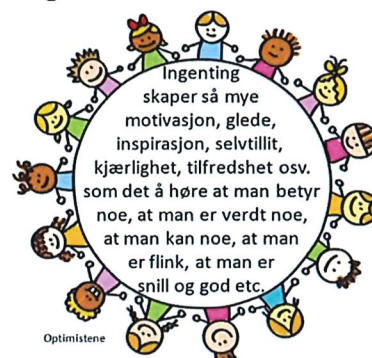 Ingenting
skaper så mye
motivasjon, glede,
inspirasjon, selvtillit,
kjærlighet, tilfredshet osv.
som det å høre at man betyr
noe, at man er verdt noe,
at man kan noe, at man
er flink, at man er
snill og god etc.
Optimistene